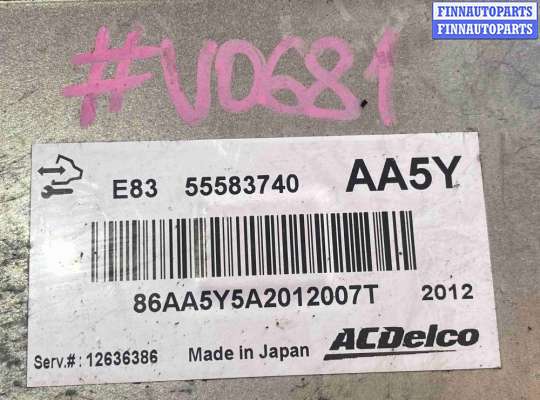 FINNAUTOPARTS
FINNAUTOPARTS
#V0681
E83 55583740 AA5Y
86AA5Y5A2012007T 2012
Serv.#: 12636386 Made in Japan ACDelco